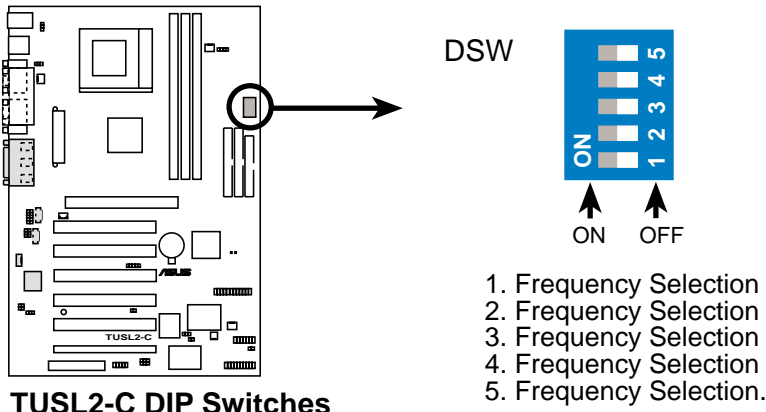 DSW
5
4
3
2
1
ON
ON OFF
1. Frequency Selection
2. Frequency Selection
3. Frequency Selection
4. Frequency Selection
5. Frequency Selection.
ASUS
TUSL2-C
TUSL2-C DIP Switches